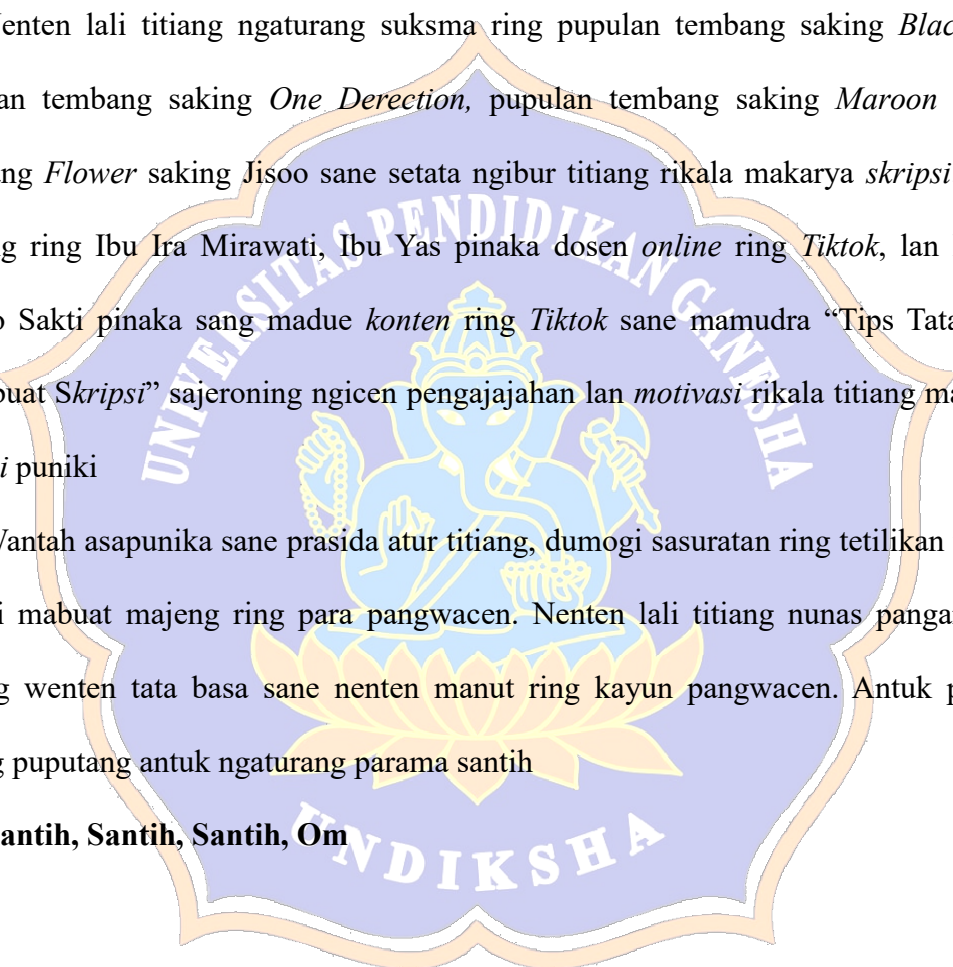 lenten lali titiang ngaturang suksma ring pupulan tembang saking Blac
an tembang saking One Derection, pupulan tembang saking Maroon
ng Flower saking Jisoo sane setata ngibur titiang rikala makarya skripsi
g ring Ibu Ira Mirawati, Ibu Yas pinaka dosen online ring Tiktok, lan
o Sakti pinaka sang madue konten ring Tiktok sane mamudra “Tips Tata
buat Skripsi” sajeroning ngicen pengajajahan lan motivasi rikala titiang ma
i puniki
Vantah asapunika sane prasida atur titiang, dumogi sasuratan ring tetilikan
i mabuat majeng ring para pangwacen. Nenten lali titiang nunas panga
g wenten tata basa sane nenten manut ring kayun pangwacen. Antuk p
g puputang antuk ngaturang parama santih
antih, Santih, Santih, Om
UNIVERSITAS PENDIDIKAN GANESHA
UNDIKSHA